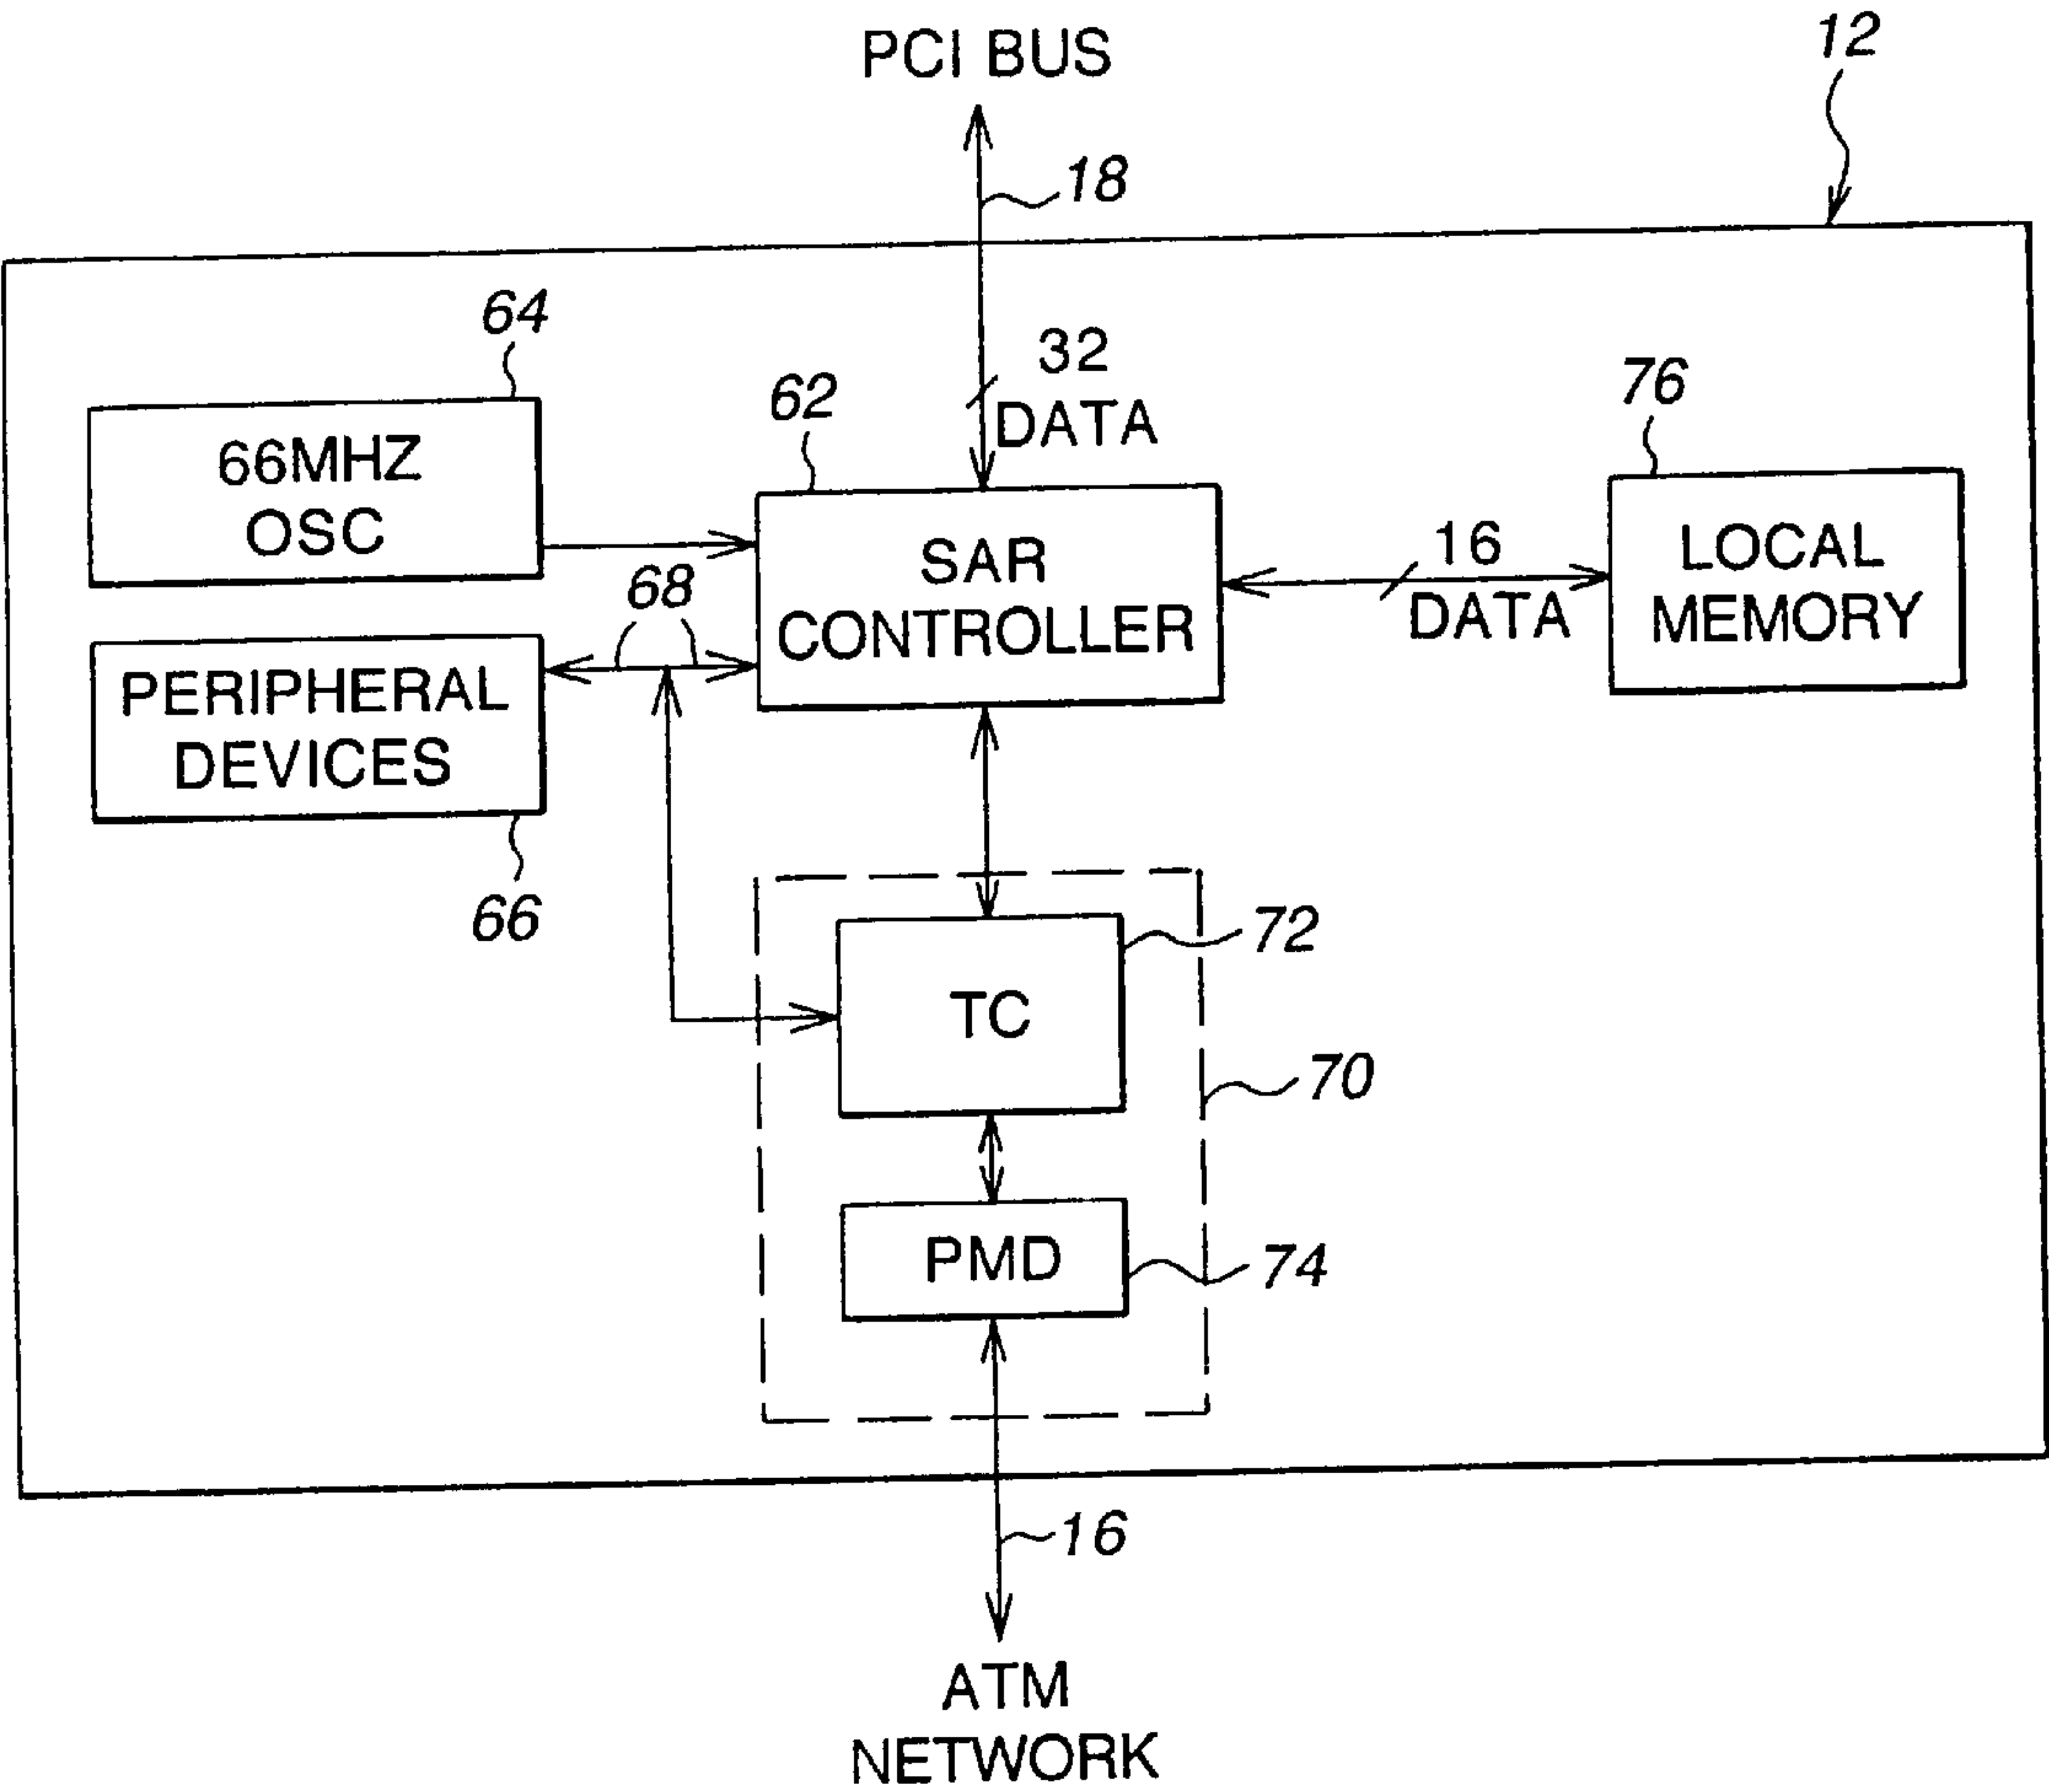 PCI BUS
12
18
64
32
DATA
62
76
66MHZ
OSC
SAR
CONTROLLER
16
DATA
LOCAL
MEMORY
68
PERIPHERAL
DEVICES
66
72
TC
70
PMD
74
16
ATM
NETWORK